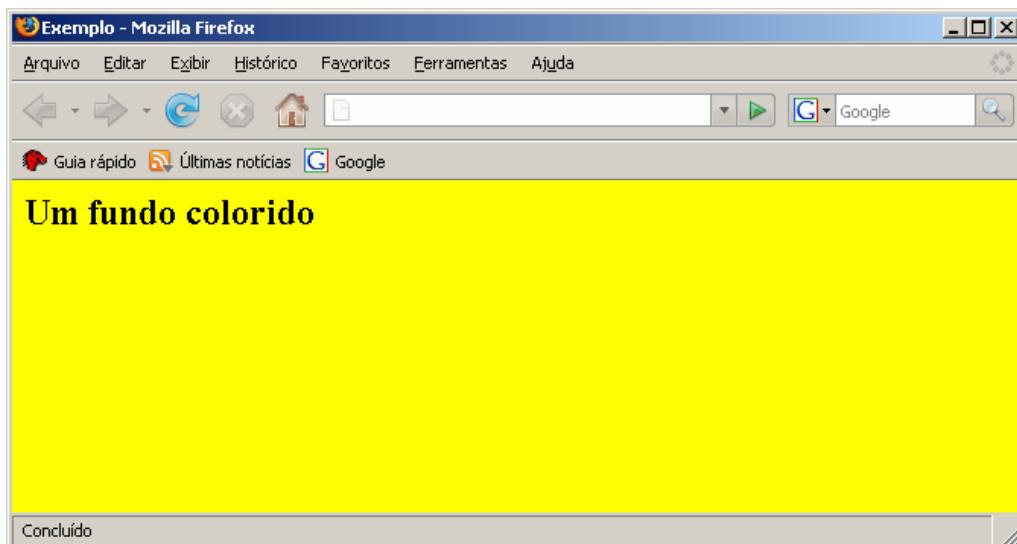 Exemplo - Mozilla Firefox
Arquivo Editar Exibir Histórico Favoritos Ferramentas Ajuda
G Google
Guia rápido Últimas notícias G Google
Um fundo colorido
Concluído